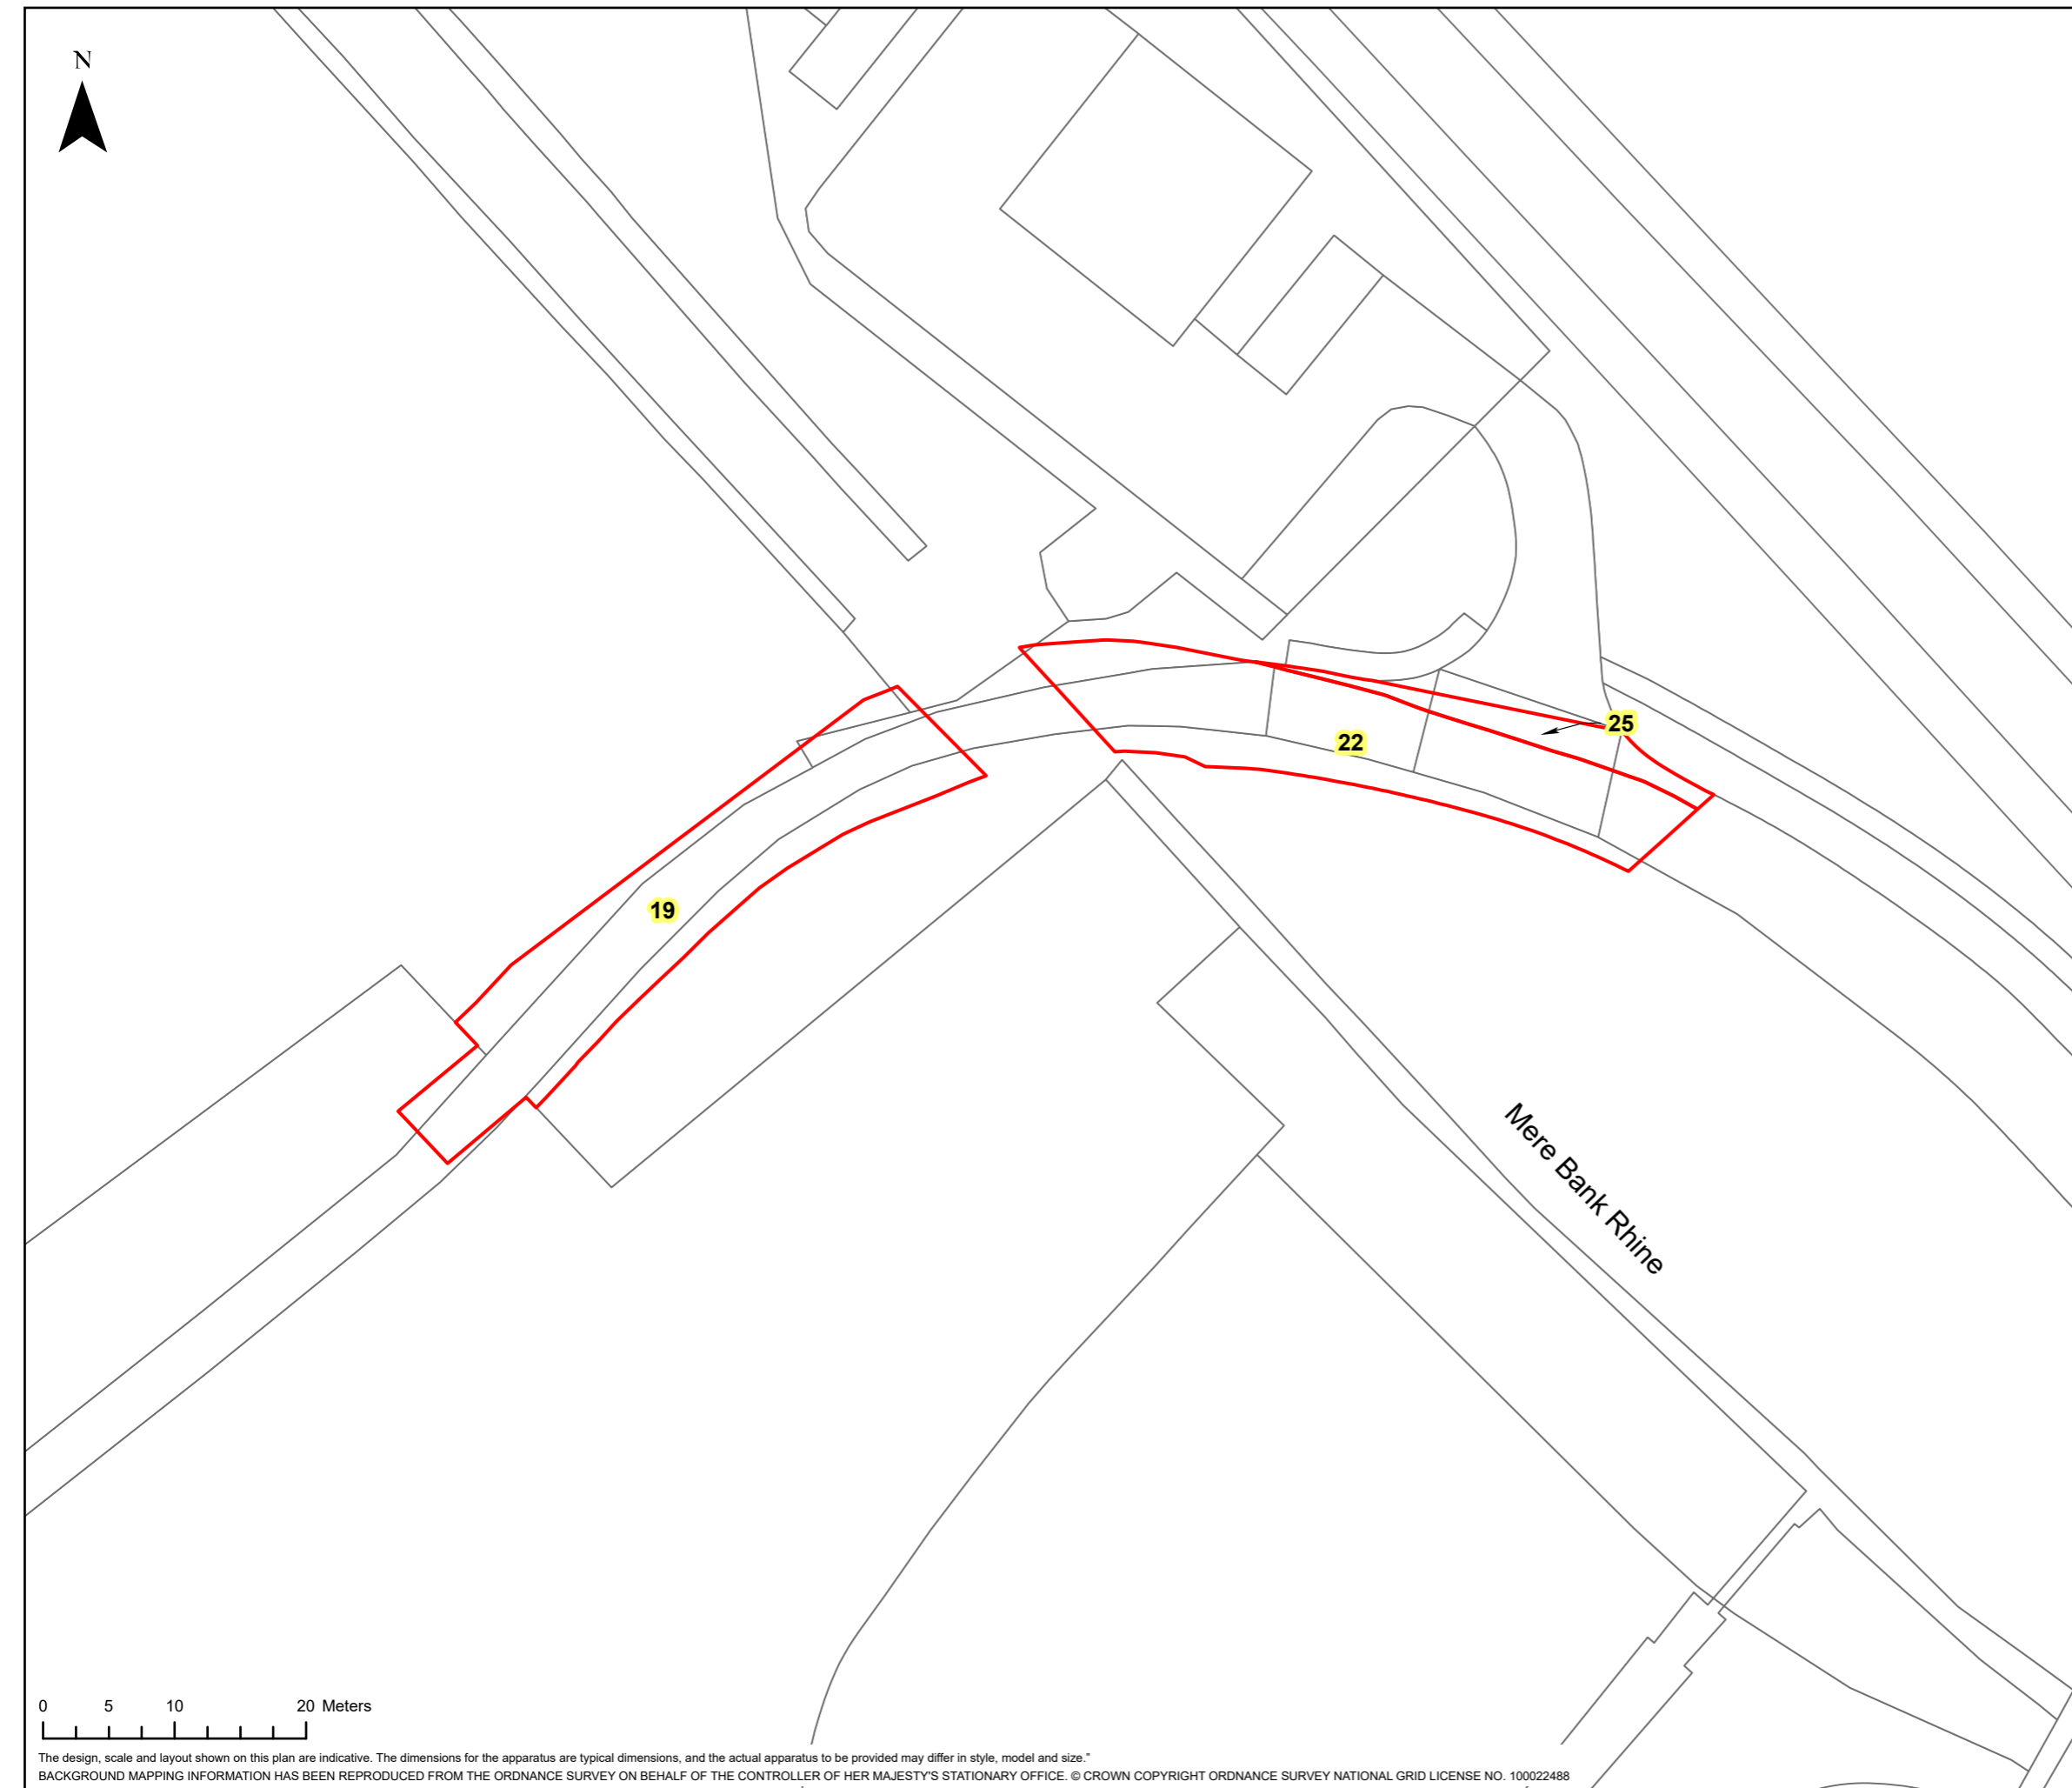 N
25
22
19
Mere Bank Rhine
0 5 10 20 Meters
The design, scale and layout shown on this plan are indicative. The dimensions for the apparatus are typical dimensions, and the actual apparatus to be provided may differ in style, model and size."
BACKGROUND MAPPING INFORMATION HAS BEEN REPRODUCED FROM THE ORDNANCE SURVEY ON BEHALF OF THE CONTROLLER OF HER MAJESTY'S STATIONARY OFFICE. © CROWN COPYRIGHT ORDNANCE SURVEY NATIONAL GRID LICENSE NO. 100022488